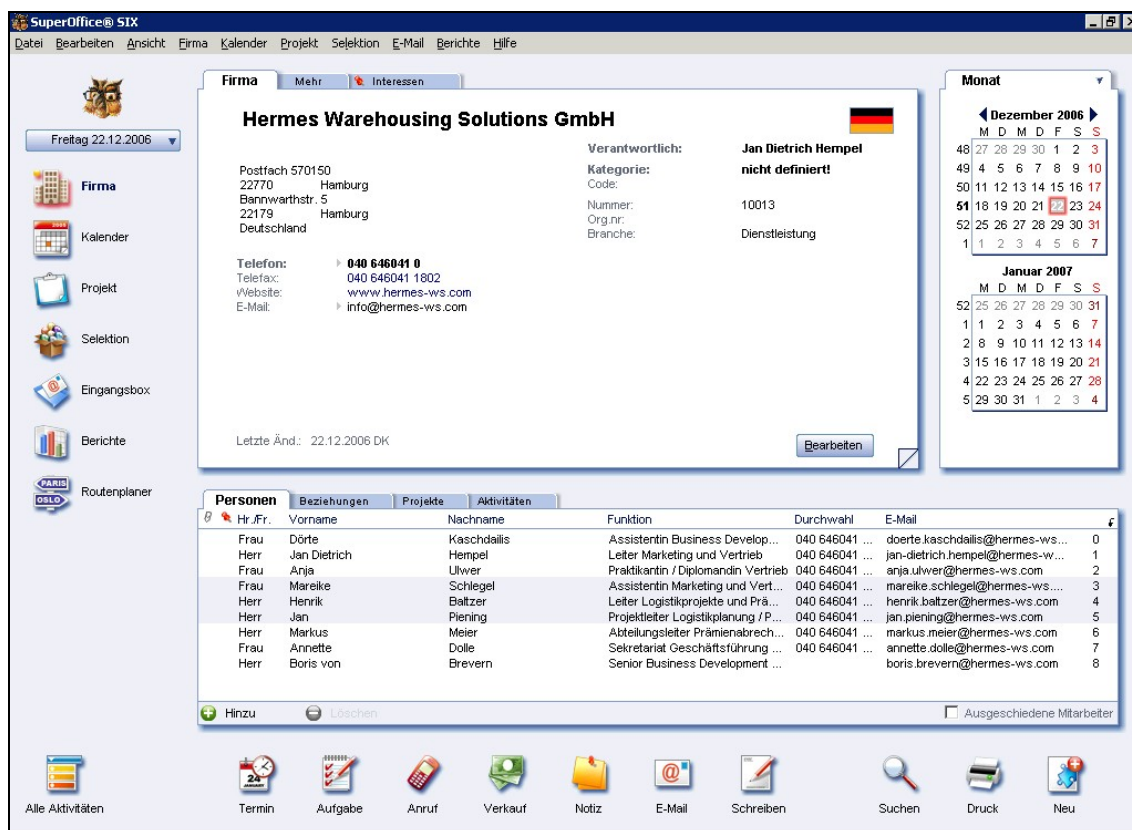 SuperOffice® SIX
Datei Bearbeiten Ansicht Firma Kalender Projekt Selektion E-Mail Berichte Hilfe
Freitag 22.12.2006
Firma
Kalender
Projekt
Selektion
Eingangsbox
Berichte
PARIS
OSLO
Routenplaner
Firma Mehr Interessen
Hermes Warehousing Solutions GmbH
Postfach 570150
22770 Hamburg
Bannwarthstr. 5
22179 Hamburg
Deutschland
Telefon: 040 646041 0
Telefax: 040 646041 1802
Website: www.hermes-ws.com
E-Mail: info@hermes-ws.com
Verantwortlich: Jan Dietrich Hempel
Kategorie: nicht definiert!
Code:
Nummer: 10013
Org.nr:
Branche: Dienstleistung
Letzte Änd.: 22.12.2006 DK
Bearbeiten
Monat
Dezember 2006
M D M D F S S
48 27 28 29 30 1 2 3
49 4 5 6 7 8 9 10
50 11 12 13 14 15 16 17
51 18 19 20 21 22 23 24
52 25 26 27 28 29 30 31
1 1 2 3 4 5 6 7
Januar 2007
M D M D F S S
52 25 26 27 28 29 30 31
1 1 2 3 4 5 6 7
2 8 9 10 11 12 13 14
3 15 16 17 18 19 20 21
4 22 23 24 25 26 27 28
5 29 30 31 1 2 3 4
Personen Beziehungen Projekte Aktivitäten
Hr./Fr. Vorname Nachname Funktion Durchwahl E-Mail
Frau Dörte Kaschdailis Assistentin Business Develop... 040 646041 ... doerte.kaschdailis@hermes-ws... 0
Herr Jan Dietrich Hempel Leiter Marketing und Vertrieb 040 646041 ... jan-dietrich.hempel@hermes-w... 1
Frau Anja Ulwer Praktikantin / Diplomandin Vertrieb 040 646041 ... anja.ulwer@hermes-ws.com 2
Frau Mareike Schlegel Assistentin Marketing und Vert... 040 646041 ... mareike.schlegel@hermes-ws.... 3
Herr Henrik Baltzer Leiter Logistikprojekte und Prä... 040 646041 ... henrik.baltzer@hermes-ws.com 4
Herr Jan Piening Projektleiter Logistikplanung / P... 040 646041 ... jan.piening@hermes-ws.com 5
Herr Markus Meier Abteilungsleiter Prämienabrech... 040 646041 ... markus.meier@hermes-ws.com 6
Frau Annette Dolle Sekretariat Geschäftsführung ... 040 646041 ... annette.dolle@hermes-ws.com 7
Herr Boris von Brevern Senior Business Development ... boris.brevern@hermes-ws.com 8
Hinzu Löschen Ausgeschiedene Mitarbeiter
24
JANUARY
Alle Aktivitäten Termin Aufgabe Anruf Verkauf Notiz E-Mail Schreiben Suchen Druck Neu